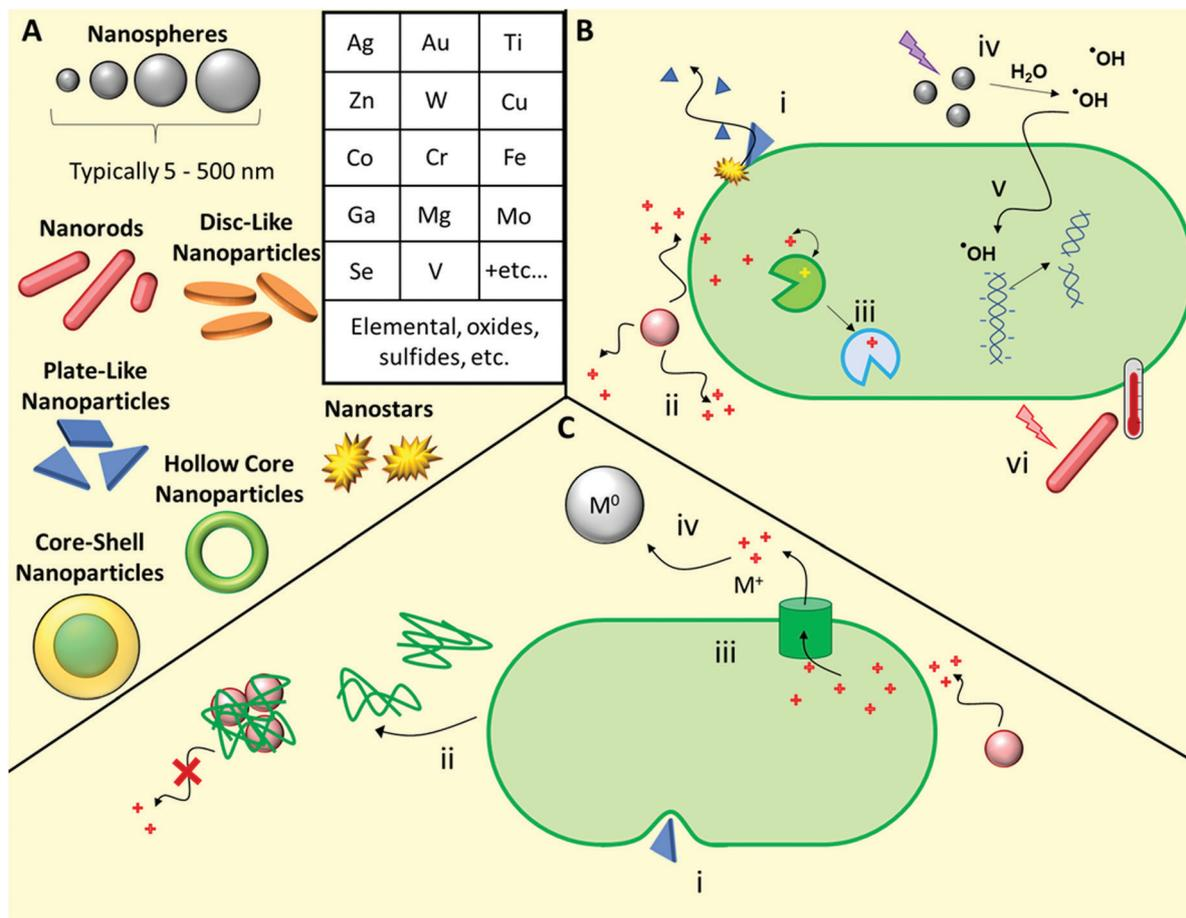 A
Nanospheres
Typically 5 - 500 nm
Nanorods
Disc-Like
Nanoparticles
Plate-Like
Nanoparticles
Hollow Core
Nanoparticles
Nanostars
Core-Shell
Nanoparticles
Ag Au Ti
Zn W Cu
Co Cr Fe
Ga Mg Mo
Se V +etc...
Elemental, oxides,
sulfides, etc.
B
i
iv
H₂O
•OH
•OH
v
•OH
iii
ii
vi
C
M⁰
iv
M⁺
iii
ii
i